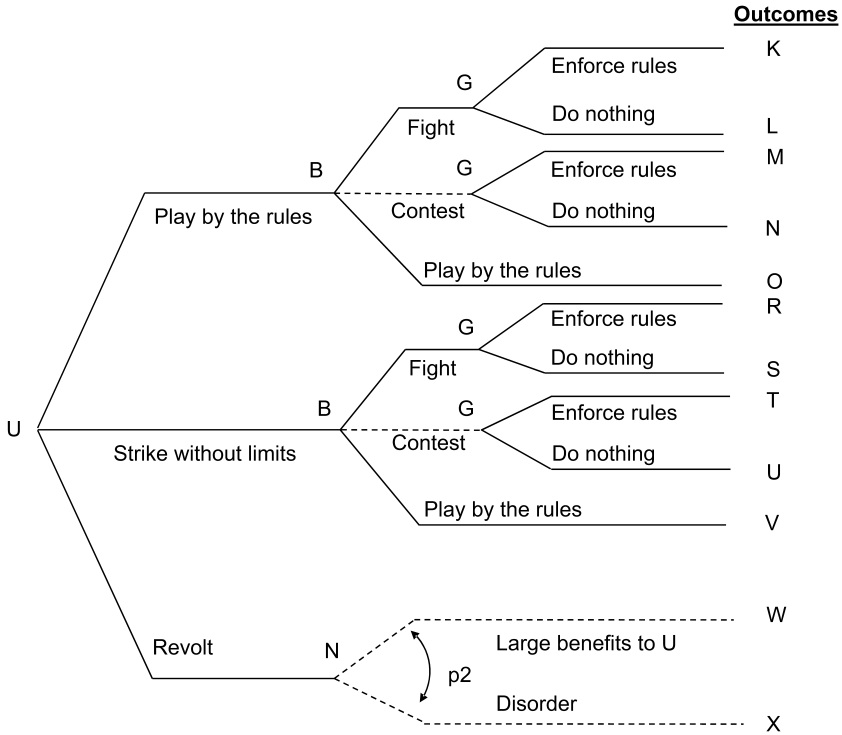 Outcomes
K
G
Enforce rules
Do nothing
L
Fight
M
B
G
Enforce rules
Contest
Do nothing
Play by the rules
N
Play by the rules
O
R
G
Enforce rules
Do nothing
Fight
S
T
B
G
Enforce rules
U
Contest
Strike without limits
Do nothing
U
Play by the rules
V
W
Revolt
N
Large benefits to U
p2
Disorder
X